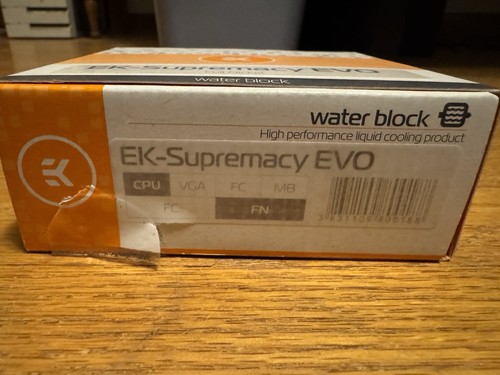 EK-Supremacy EVO
water block
water block
High performance liquid cooling product
EK-Supremacy EVO
CPU VGA FC MB
FC FN